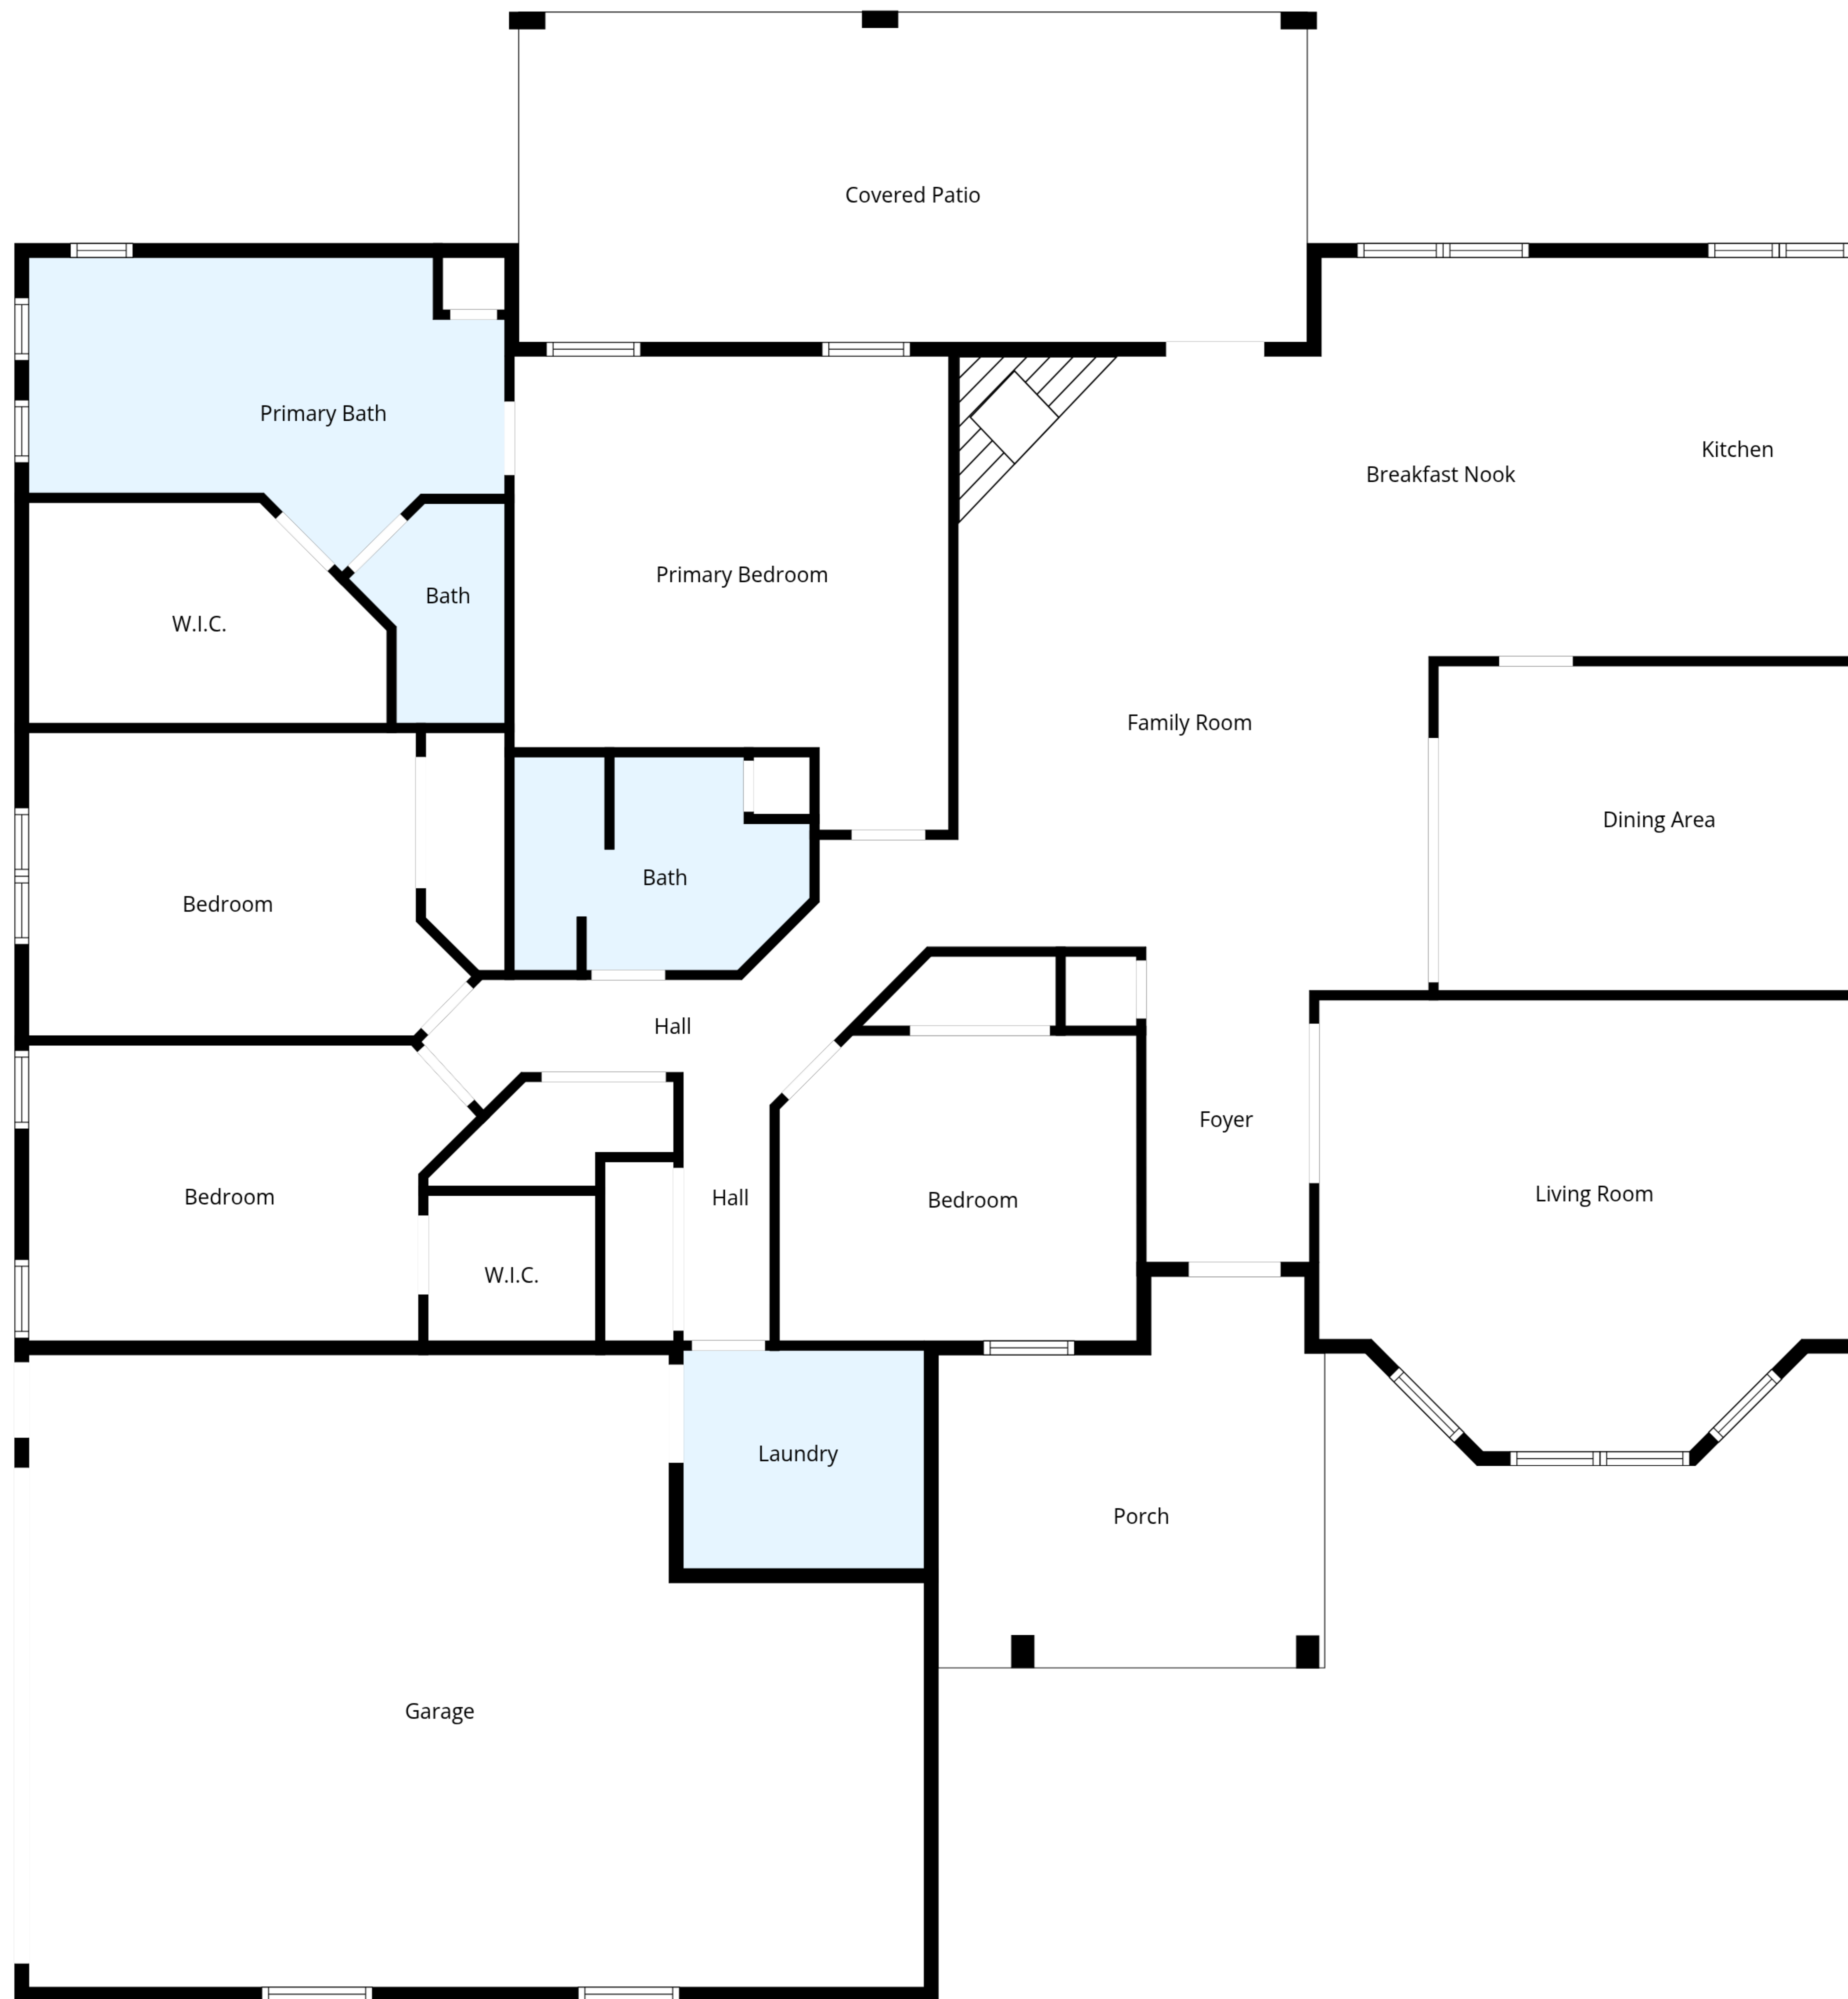 Covered Patio
Primary Bath
Kitchen
Breakfast Nook
Primary Bedroom
Bath
W.I.C.
Family Room
Dining Area
Bath
Bedroom
Hall
Foyer
Living Room
Bedroom
Hall
Bedroom
W.I.C.
Laundry
Porch
Garage